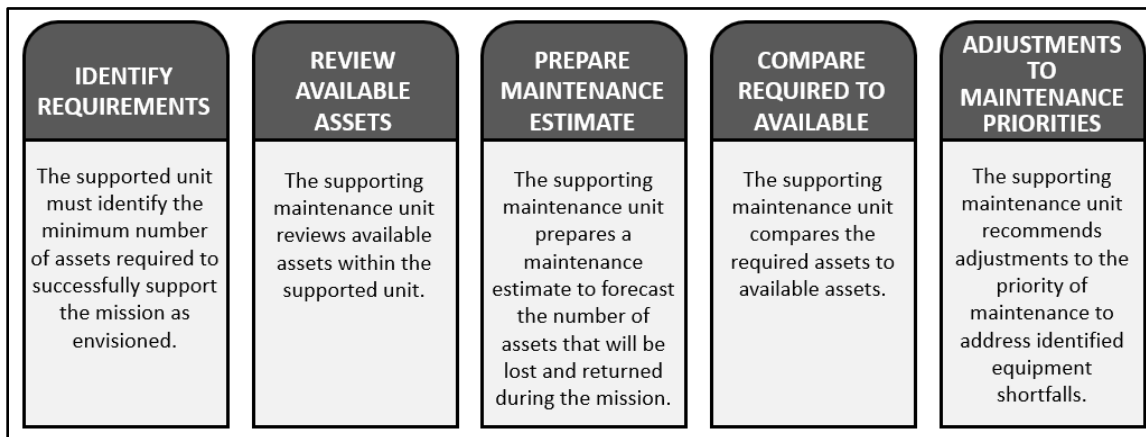 IDENTIFY
REQUIREMENTS
The supported unit
must identify the
minimum number
of assets required to
successfully support
the mission as
envisioned.
REVIEW
AVAILABLE
ASSETS
The supporting
maintenance unit
reviews available
assets within the
supported unit.
PREPARE
MAINTENANCE
ESTIMATE
The supporting
maintenance unit
prepares a
maintenance
estimate to forecast
the number of
assets that will be
lost and returned
during the mission.
COMPARE
REQUIRED TO
AVAILABLE
The supporting
maintenance unit
compares the
required assets to
available assets.
ADJUSTMENTS
TO
MAINTENANCE
PRIORITIES
The supporting
maintenance unit
recommends
adjustments to the
priority of
maintenance to
address identified
equipment
shortfalls.